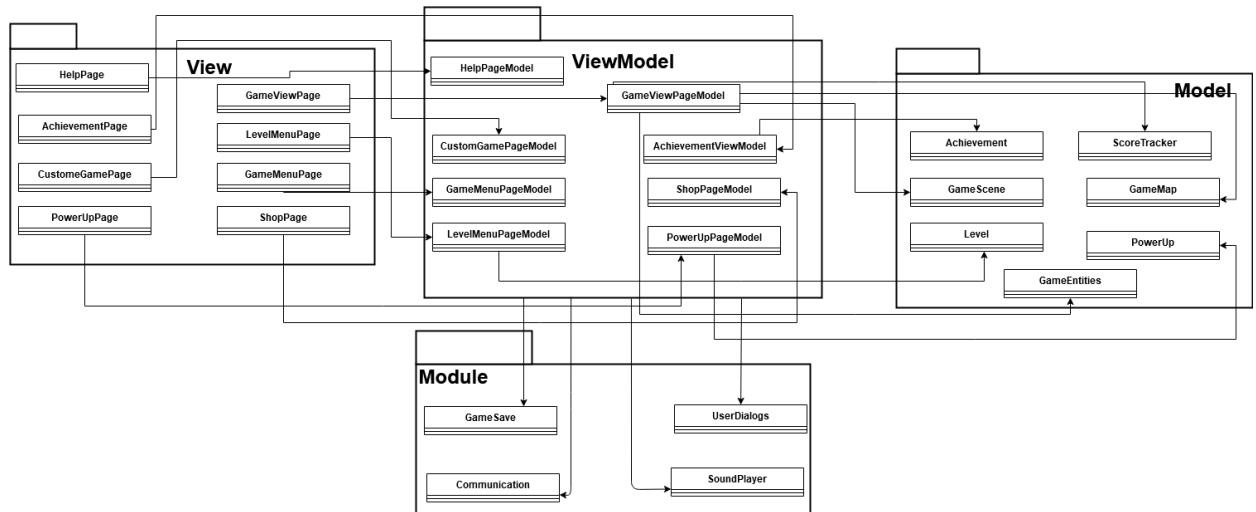 View
HelpPage
GameViewPage
AchievementPage
LevelMenuPage
CustomeGamePage
GameMenuPage
PowerUpPage
ShopPage
ViewModel
HelpPageModel
GameViewPageModel
CustomGamePageModel
AchievementViewModel
GameMenuPageModel
ShopPageModel
LevelMenuPageModel
PowerUpPageModel
Model
Achievement
ScoreTracker
GameScene
GameMap
Level
PowerUp
GameEntities
Module
GameSave
UserDialogs
Communication
SoundPlayer